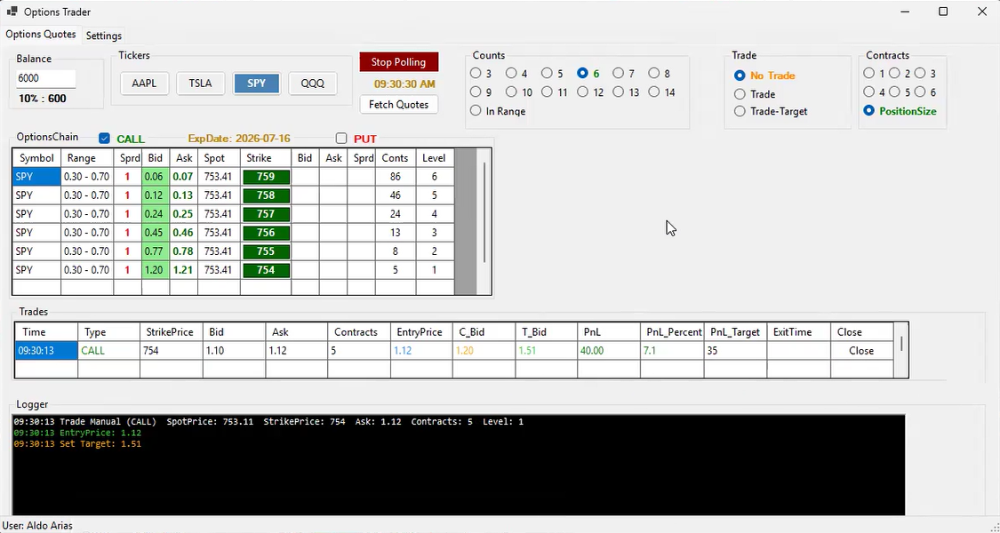 Options Trader
Options Quotes Settings
Balance
6000
10% : 600
Tickers
AAPL TSLA SPY QQQ
Stop Polling
09:30:30 AM
Fetch Quotes
Counts
3 4 5 6 7 8
9 10 11 12 13 14
In Range
Trade
No Trade
Trade
Trade-Target
Contracts
1 2 3
4 5 6
PositionSize
OptionsChain CALL ExpDate: 2026-07-16 PUT
Symbol Range Sprd Bid Ask Spot Strike Bid Ask Sprd Conts Level
SPY 0.30 - 0.70 1 0.06 0.07 753.41 759 86 6
SPY 0.30 - 0.70 1 0.12 0.13 753.41 758 46 5
SPY 0.30 - 0.70 1 0.24 0.25 753.41 757 24 4
SPY 0.30 - 0.70 1 0.45 0.46 753.41 756 13 3
SPY 0.30 - 0.70 1 0.77 0.78 753.41 755 8 2
SPY 0.30 - 0.70 1 1.20 1.21 753.41 754 5 1
Trades
Time Type StrikePrice Bid Ask Contracts EntryPrice C_Bid T_Bid PnL PnL_Percent PnL_Target ExitTime Close
09:30:13 CALL 754 1.10 1.12 5 1.12 1.20 1.51 40.00 7.1 35 Close
Logger
09:30:13 Trade Manual (CALL) SpotPrice: 753.11 StrikePrice: 754 Ask: 1.12 Contracts: 5 Level: 1
09:30:13 EntryPrice: 1.12
09:30:13 Set Target: 1.51
User: Aldo Arias